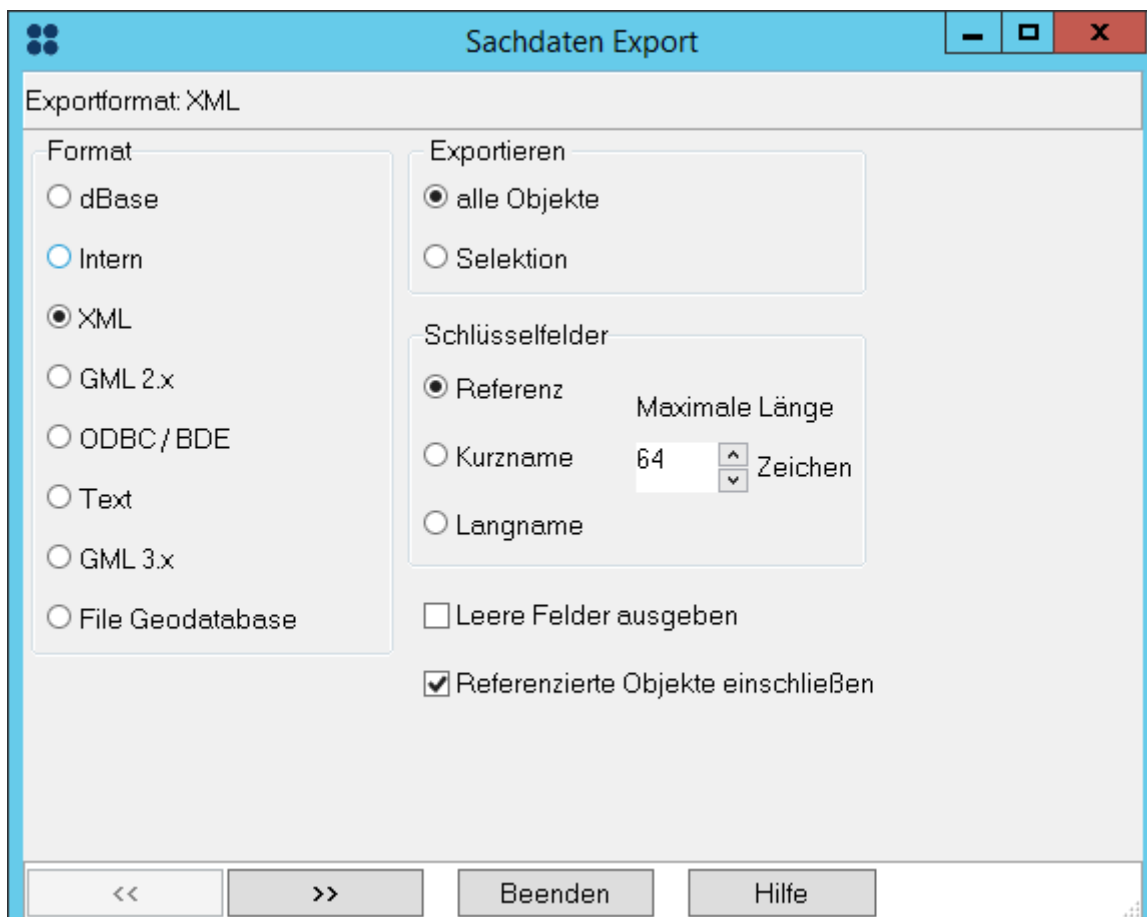 Sachdaten Export
Exportformat: XML
Format
dBase
Intern
XML
GML 2.x
ODBC / BDE
Text
GML 3.x
File Geodatabase
Exportieren
alle Objekte
Selektion
Schlüsselfelder
Referenz
Kurzname
Langname
Maximale Länge
64 Zeichen
Leere Felder ausgeben
Referenzierte Objekte einschließen
<< >> Beenden Hilfe